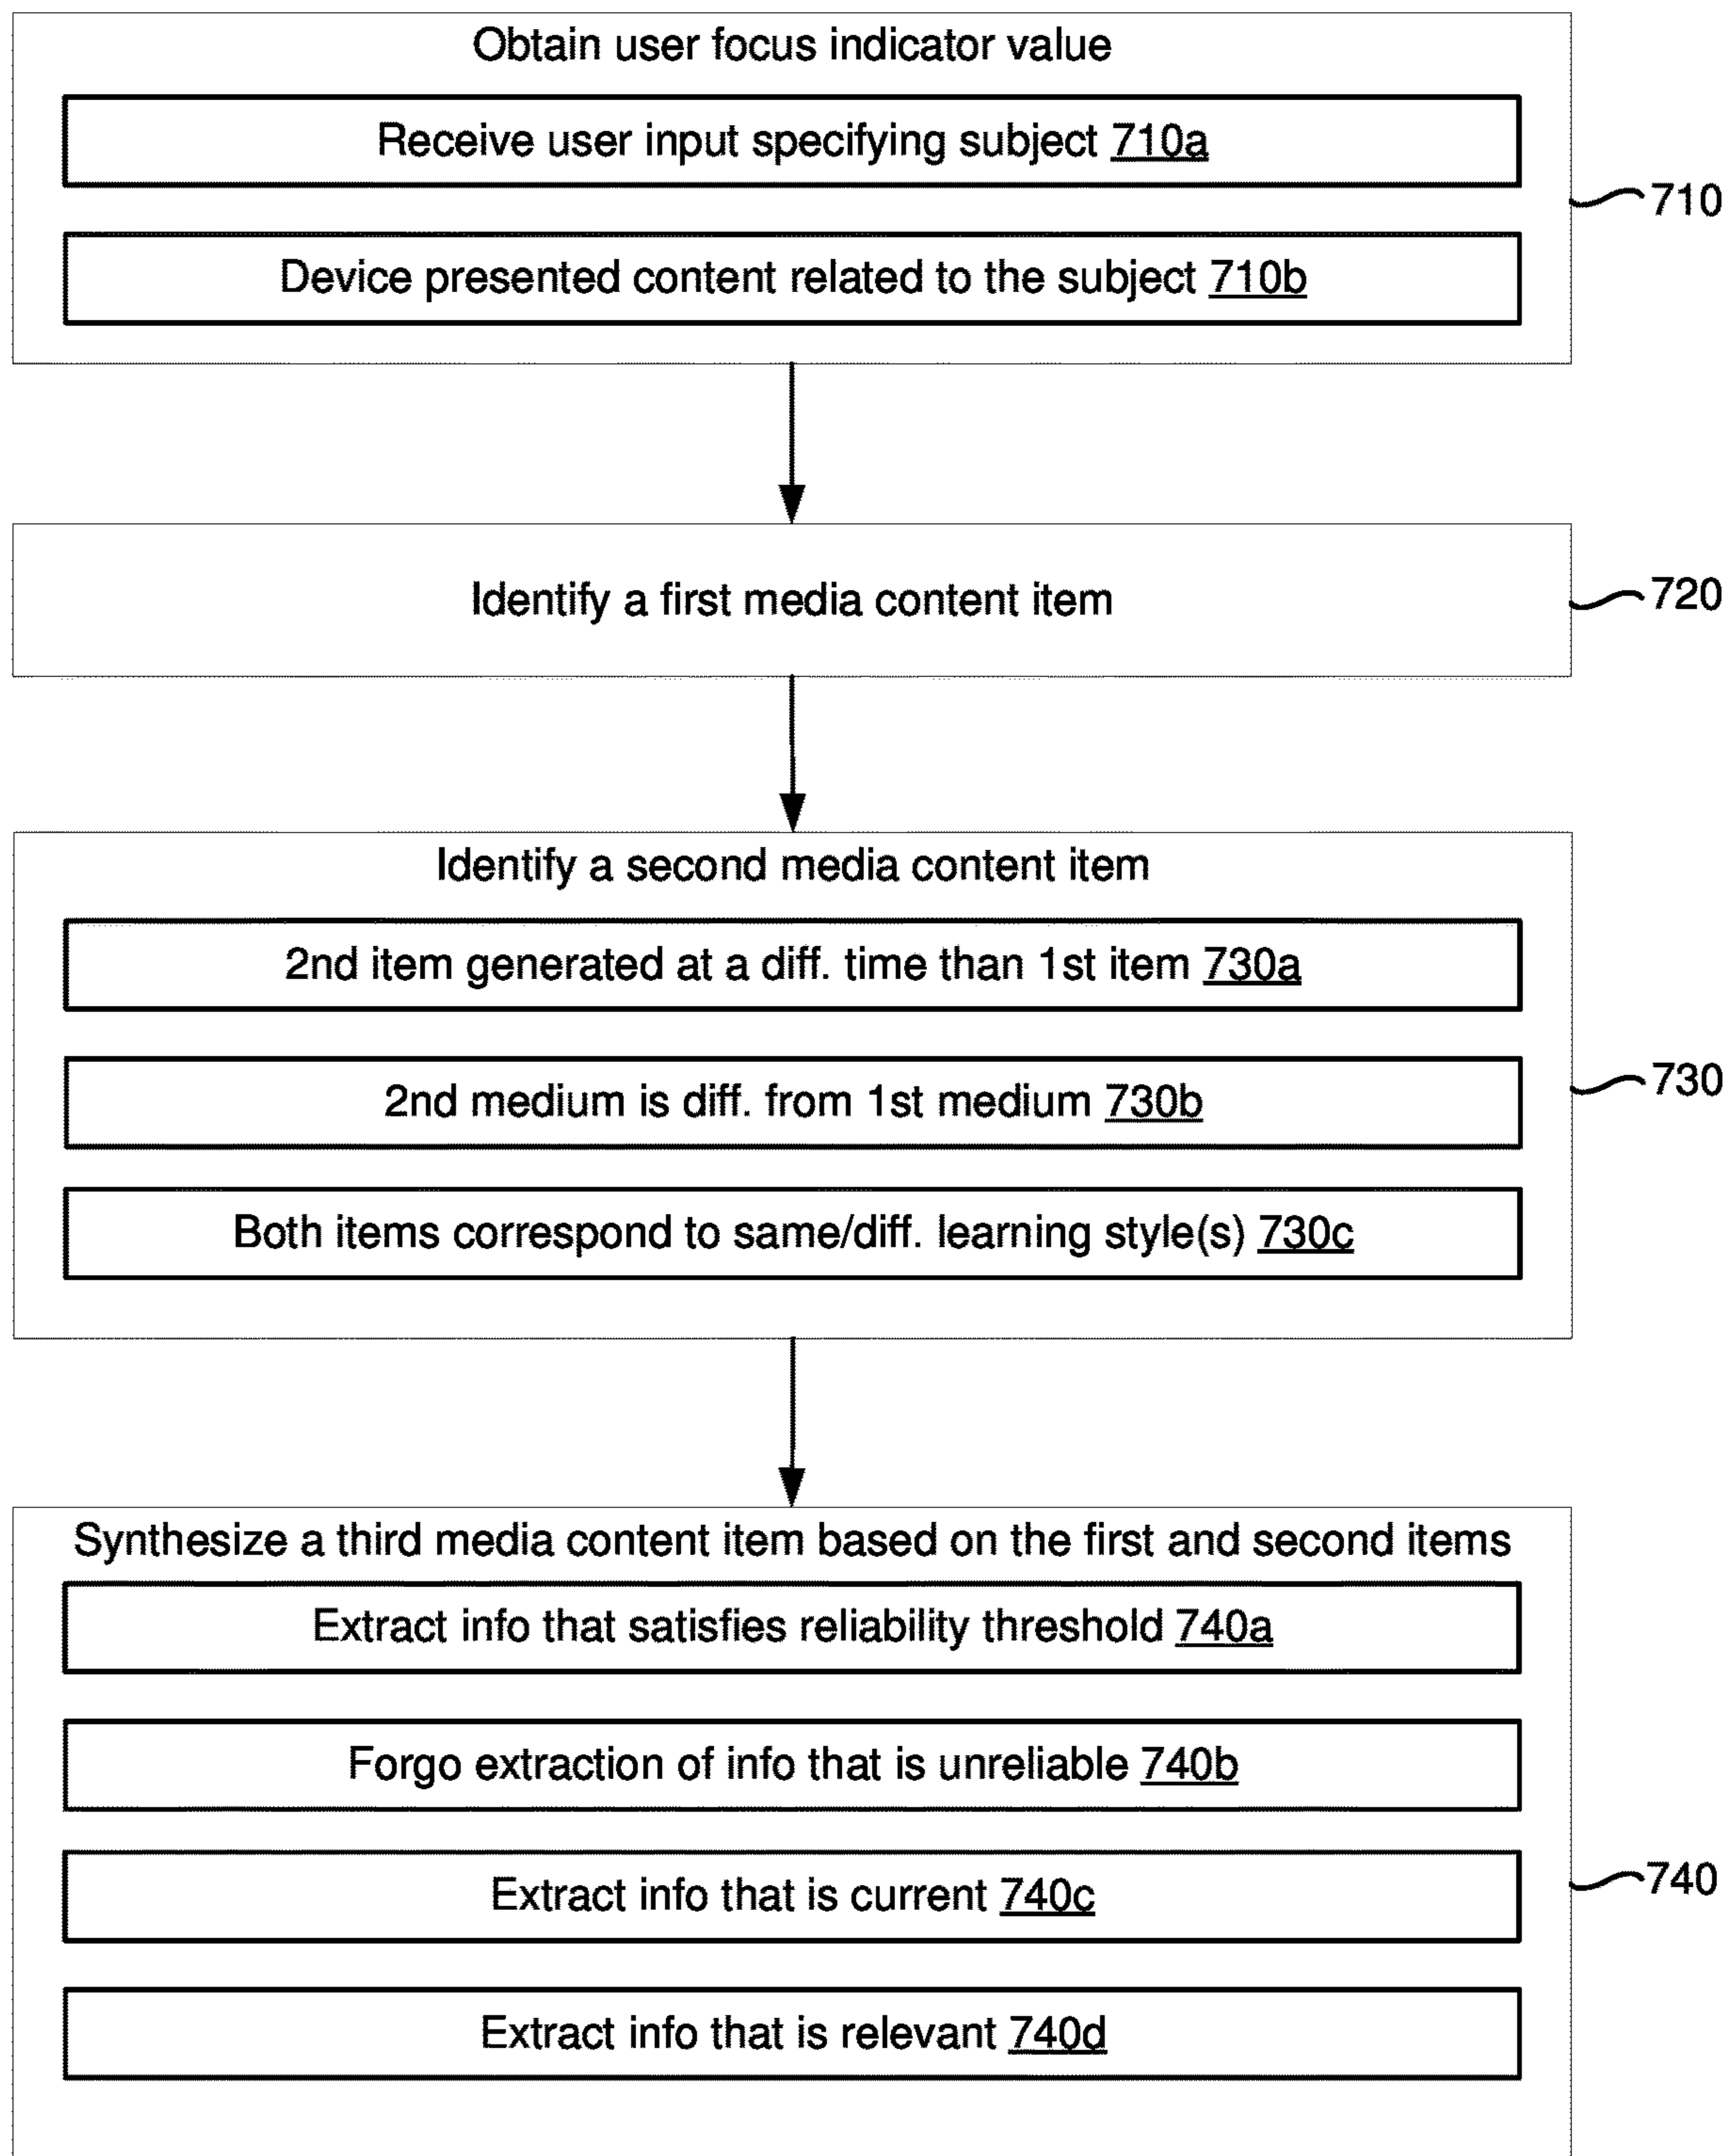 Obtain user focus indicator value
Receive user input specifying subject 710a
Device presented content related to the subject 710b
710
Identify a first media content item
720
Identify a second media content item
2nd item generated at a diff. time than 1st item 730a
2nd medium is diff. from 1st medium 730b
Both items correspond to same/diff. learning style(s) 730c
730
Synthesize a third media content item based on the first and second items
Extract info that satisfies reliability threshold 740a
Forgo extraction of info that is unreliable 740b
Extract info that is current 740c
Extract info that is relevant 740d
740